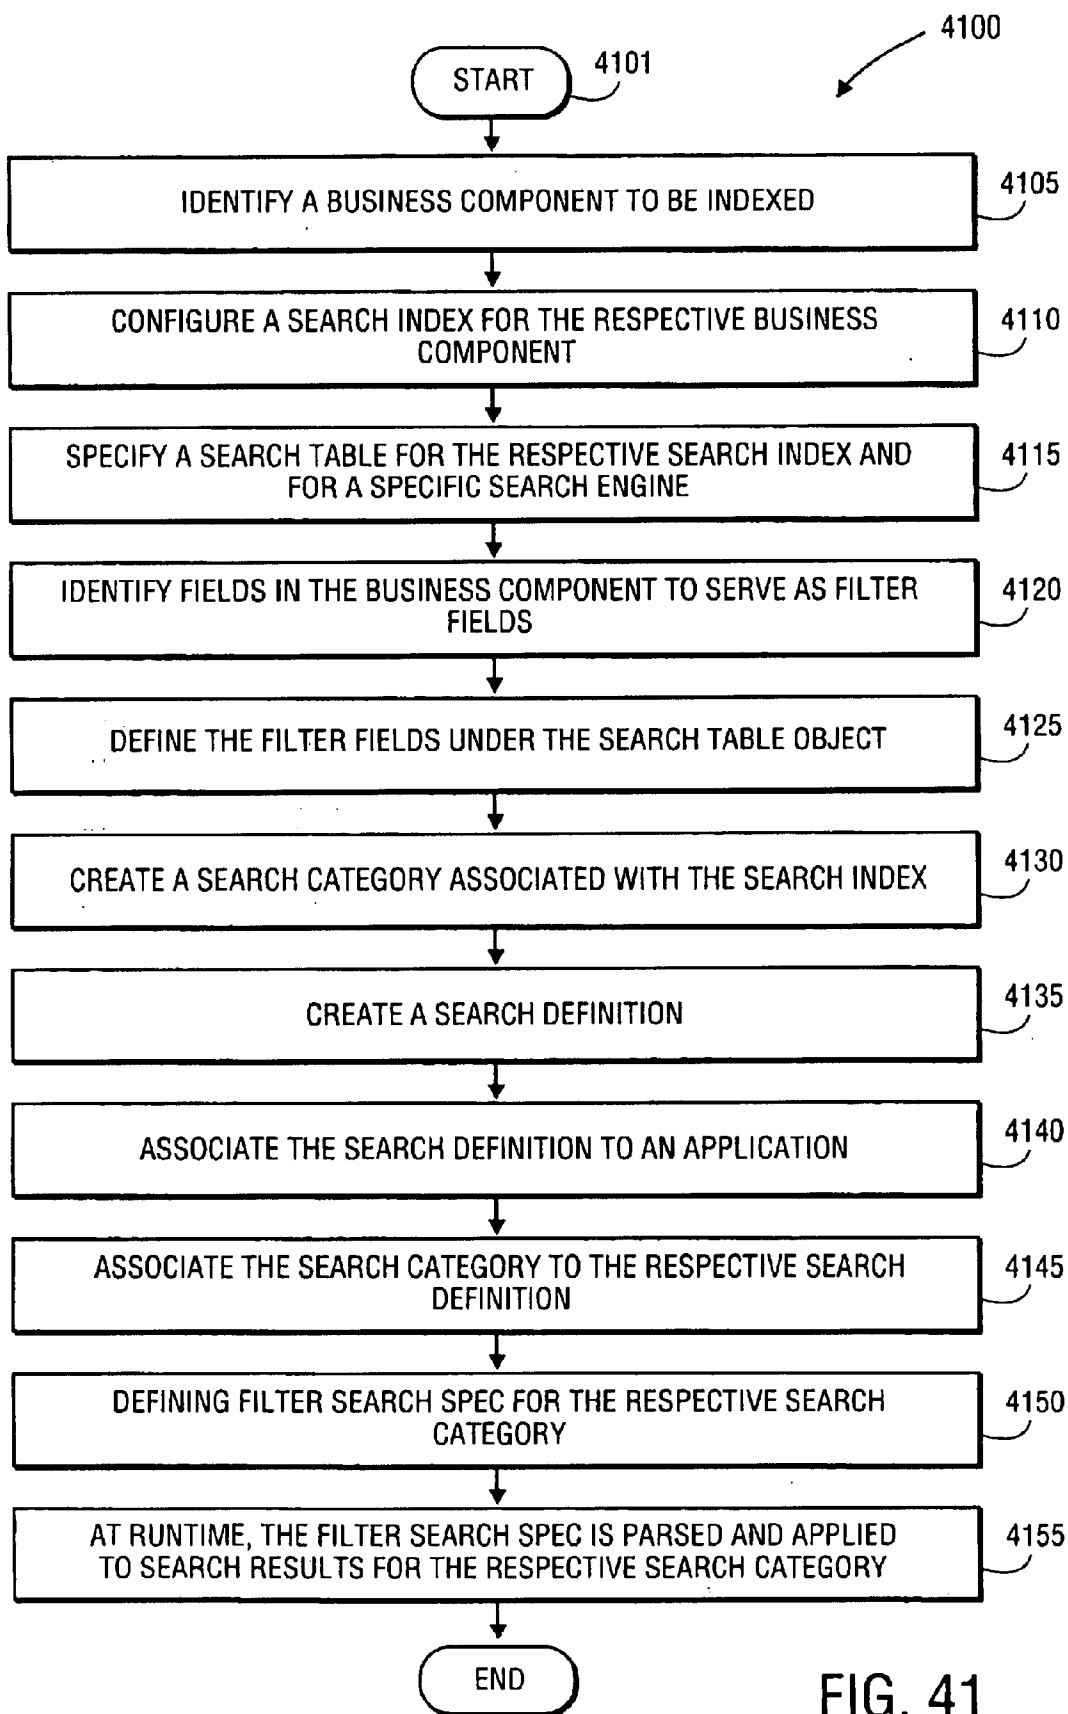 4100
START
4101
IDENTIFY A BUSINESS COMPONENT TO BE INDEXED
4105
CONFIGURE A SEARCH INDEX FOR THE RESPECTIVE BUSINESS
COMPONENT
4110
SPECIFY A SEARCH TABLE FOR THE RESPECTIVE SEARCH INDEX AND
FOR A SPECIFIC SEARCH ENGINE
4115
IDENTIFY FIELDS IN THE BUSINESS COMPONENT TO SERVE AS FILTER
FIELDS
4120
DEFINE THE FILTER FIELDS UNDER THE SEARCH TABLE OBJECT
4125
CREATE A SEARCH CATEGORY ASSOCIATED WITH THE SEARCH INDEX
4130
CREATE A SEARCH DEFINITION
4135
ASSOCIATE THE SEARCH DEFINITION TO AN APPLICATION
4140
ASSOCIATE THE SEARCH CATEGORY TO THE RESPECTIVE SEARCH
DEFINITION
4145
DEFINING FILTER SEARCH SPEC FOR THE RESPECTIVE SEARCH
CATEGORY
4150
AT RUNTIME, THE FILTER SEARCH SPEC IS PARSED AND APPLIED
TO SEARCH RESULTS FOR THE RESPECTIVE SEARCH CATEGORY
4155
END
FIG. 41